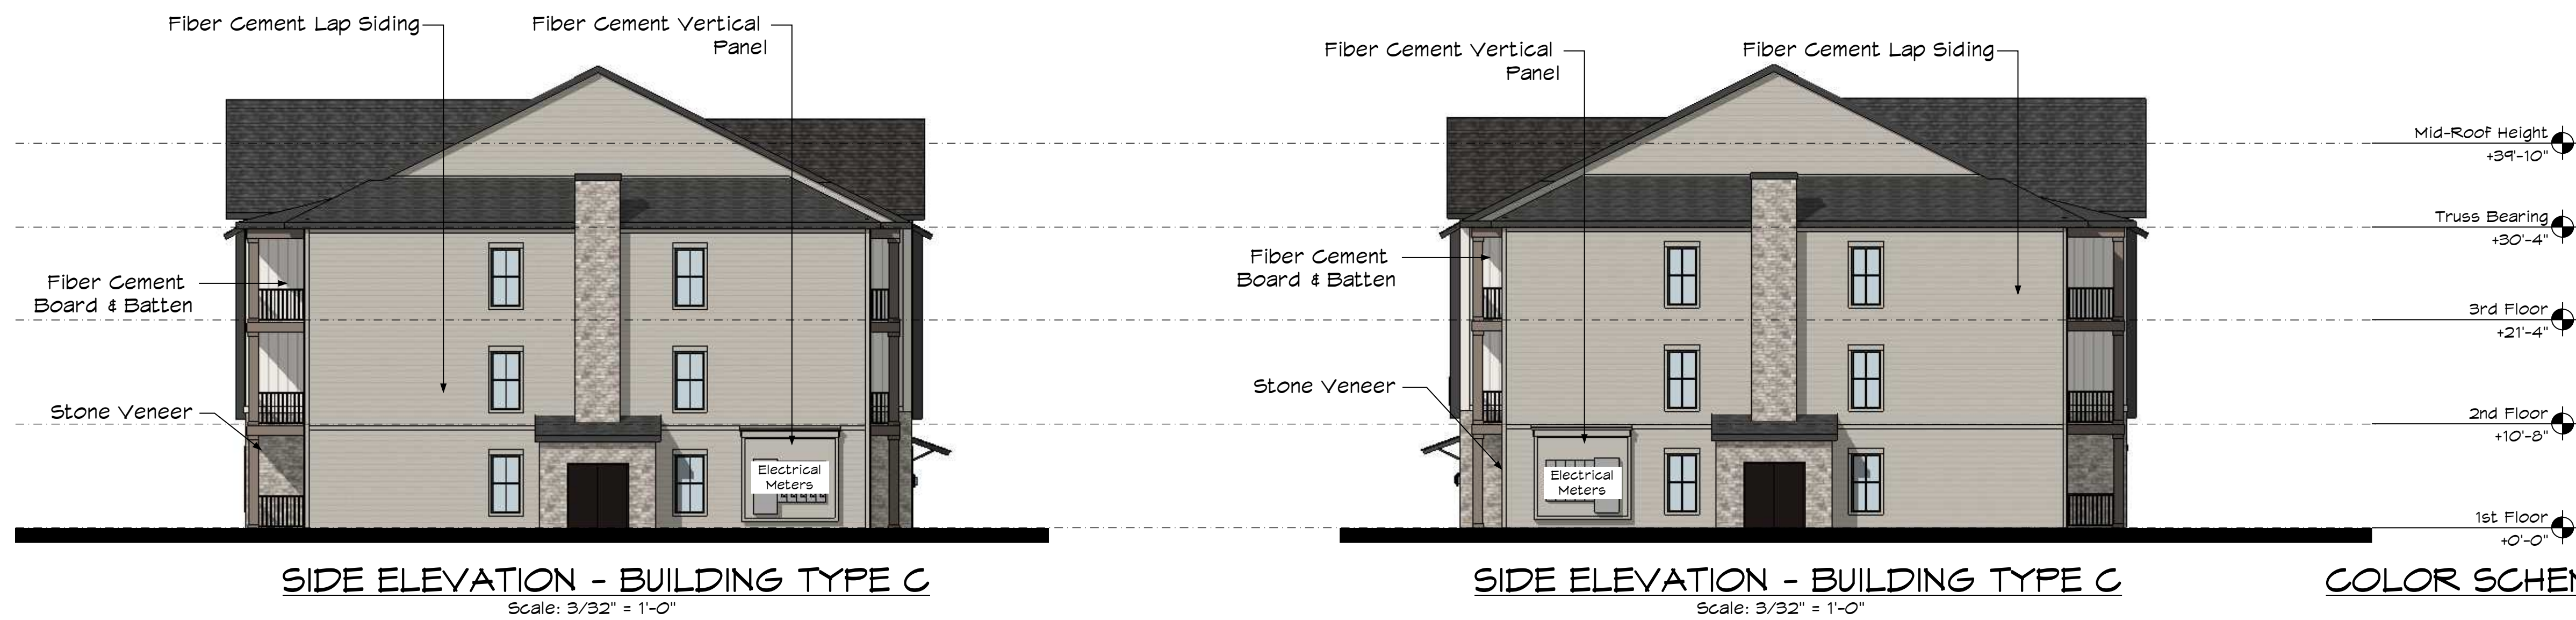 Fiber Cement Lap Siding
Fiber Cement Vertical
Panel
Fiber Cement
Board & Batten
Stone Veneer
Electrical
Meters
SIDE ELEVATION - BUILDING TYPE C
Scale: 3/32" = 1'-0"
Fiber Cement Vertical
Panel
Fiber Cement Lap Siding
Fiber Cement
Board & Batten
Stone Veneer
Electrical
Meters
SIDE ELEVATION - BUILDING TYPE C
Scale: 3/32" = 1'-0"
Mid-Roof Height
+39'-10"
Truss Bearing
+30'-4"
3rd Floor
+21'-4"
2nd Floor
+10'-8"
1st Floor
+0'-0"
COLOR SCHE